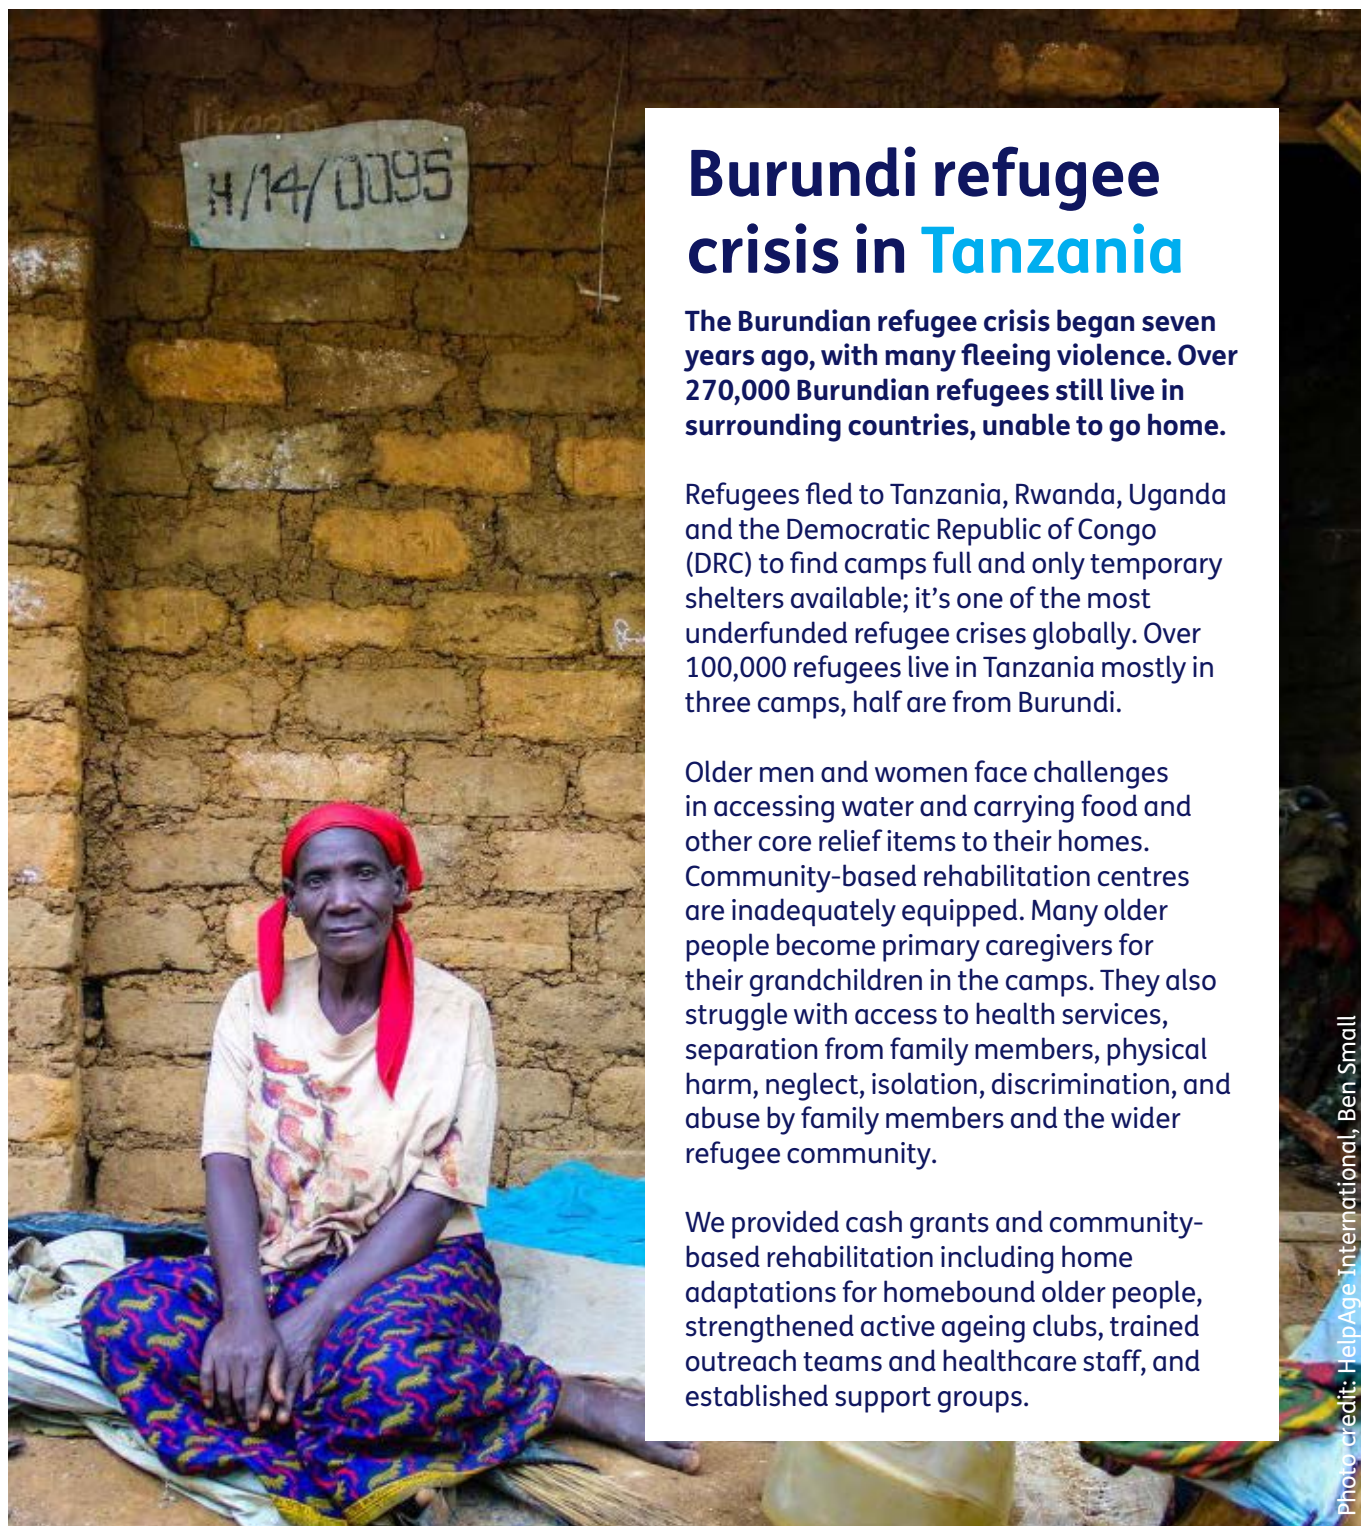 H/14/0095
Burundi refugee
crisis in Tanzania
The Burundian refugee crisis began seven
years ago, with many fleeing violence. Over
270,000 Burundian refugees still live in
surrounding countries, unable to go home.
Refugees fled to Tanzania, Rwanda, Uganda
and the Democratic Republic of Congo
(DRC) to find camps full and only temporary
shelters available; it’s one of the most
underfunded refugee crises globally. Over
100,000 refugees live in Tanzania mostly in
three camps, half are from Burundi.
Older men and women face challenges
in accessing water and carrying food and
other core relief items to their homes.
Community-based rehabilitation centres
are inadequately equipped. Many older
people become primary caregivers for
their grandchildren in the camps. They also
struggle with access to health services,
separation from family members, physical
harm, neglect, isolation, discrimination, and
abuse by family members and the wider
refugee community.
We provided cash grants and community-
based rehabilitation including home
adaptations for homebound older people,
strengthened active ageing clubs, trained
outreach teams and healthcare staff, and
established support groups.
Photo credit: HelpAge International, Ben Small